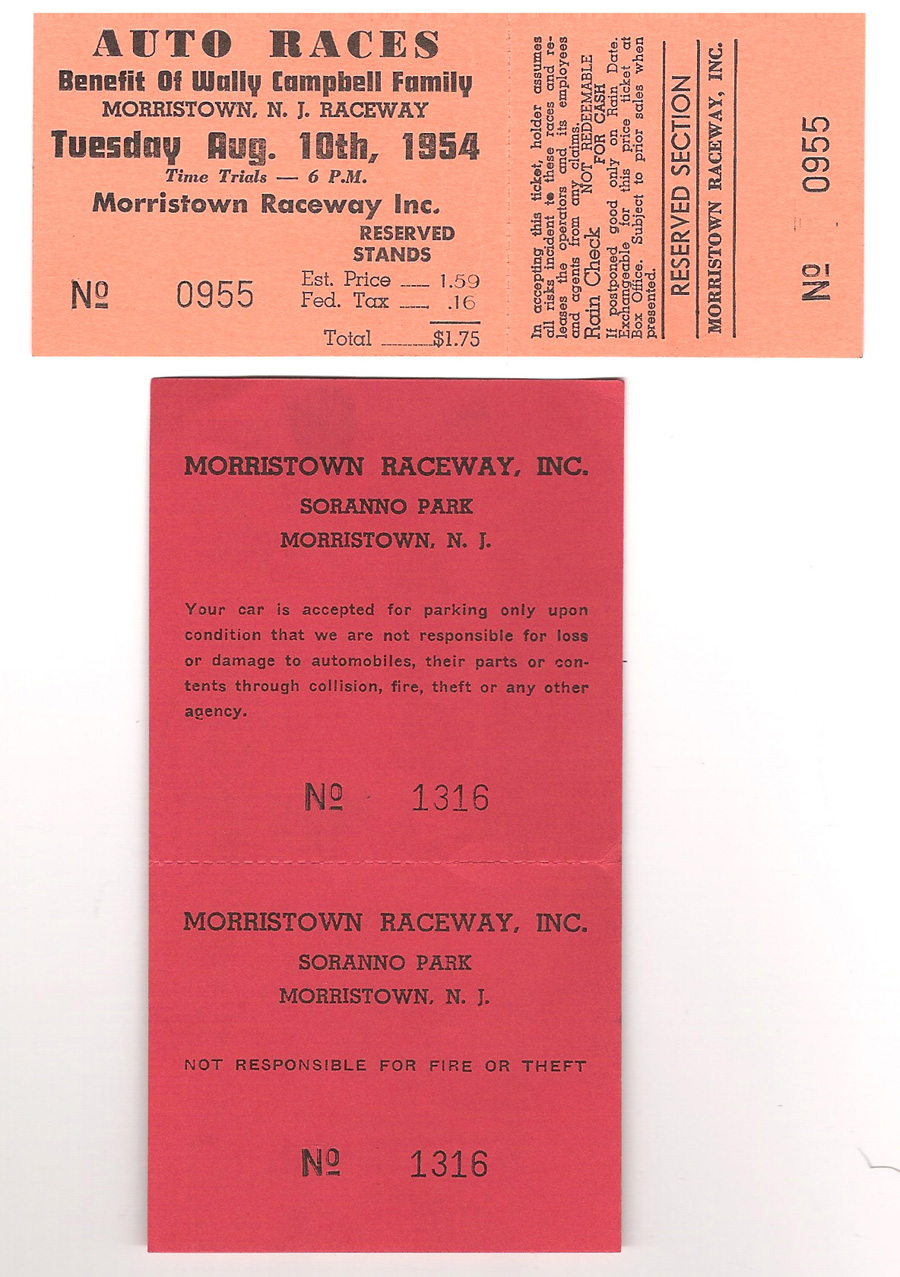 AUTO RACES
Benefit Of Wally Campbell Family
MORRISTOWN, N. J. RACEWAY
Tuesday Aug. 10th, 1954
Time Trials — 6 P.M.
Morristown Raceway Inc.
RESERVED
STANDS
Est. Price ..... 1.59
Fed. Tax ..... .16
Total .........$1.75
Nº 0955
In accepting this ticket, holder assumes
all risks incident to these races and re-
leases the operators and its employees
and agents from any claims.
Rain Check NOT REDEEMABLE
FOR CASH
If postponed good only on Rain Date.
Exchangeable for this price ticket at
Box Office. Subject to prior sales when
presented.
RESERVED SECTION
MORRISTOWN RACEWAY, INC.
Nº 0955
MORRISTOWN RACEWAY, INC.
SORANNO PARK
MORRISTOWN, N. J.
Your car is accepted for parking only upon
condition that we are not responsible for loss
or damage to automobiles, their parts or con-
tents through collision, fire, theft or any other
agency.
Nº 1316
MORRISTOWN RACEWAY, INC.
SORANNO PARK
MORRISTOWN, N. J.
NOT RESPONSIBLE FOR FIRE OR THEFT
Nº 1316